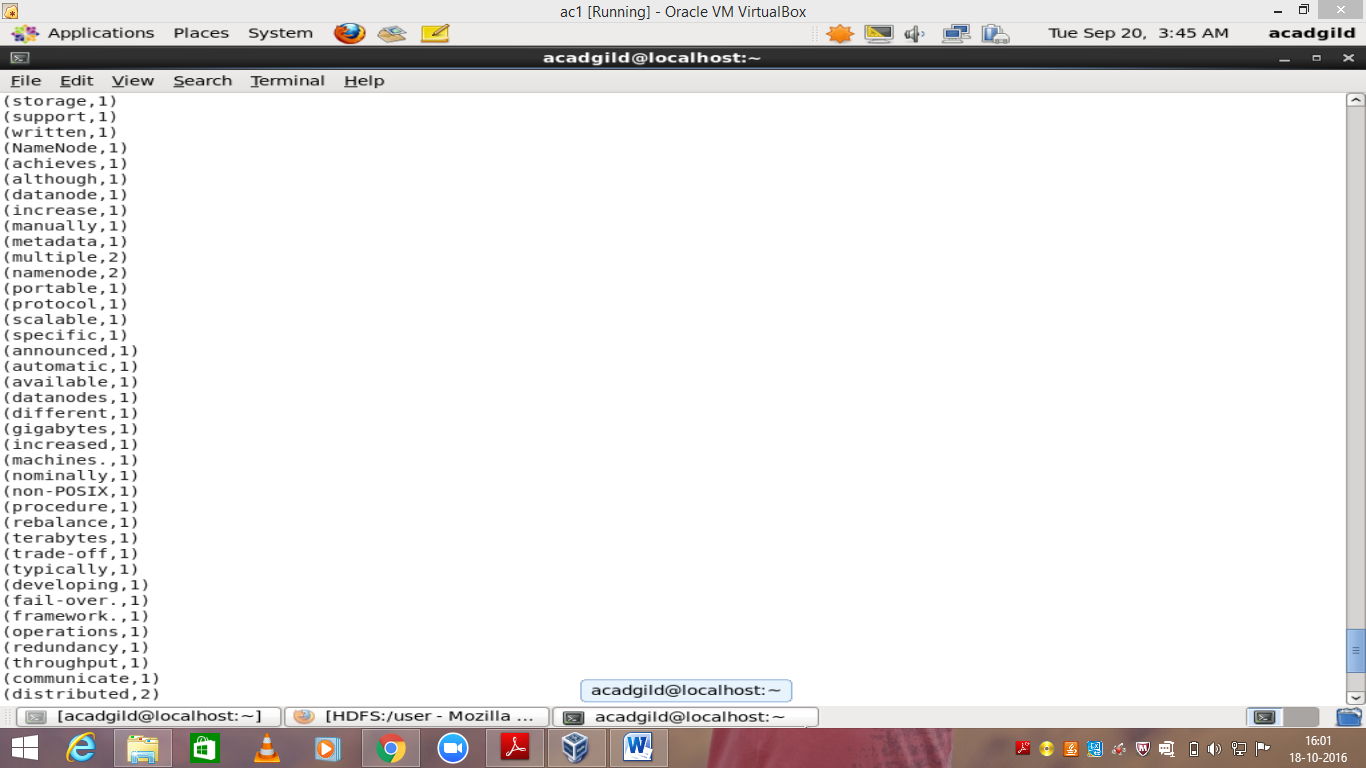 ac1 [Running] - Oracle VM VirtualBox
Applications Places System Tue Sep 20, 3:45 AM acadgild
acadgild@localhost:~
File Edit View Search Terminal Help
(storage,1)
(support,1)
(written,1)
(NameNode,1)
(achieves,1)
(although,1)
(datanode,1)
(increase,1)
(manually,1)
(metadata,1)
(multiple,2)
(namenode,2)
(portable,1)
(protocol,1)
(scalable,1)
(specific,1)
(announced,1)
(automatic,1)
(available,1)
(datanodes,1)
(different,1)
(gigabytes,1)
(increased,1)
(machines.,1)
(nominally,1)
(non-POSIX,1)
(procedure,1)
(rebalance,1)
(terabytes,1)
(trade-off,1)
(typically,1)
(developing,1)
(fail-over.,1)
(framework.,1)
(operations,1)
(redundancy,1)
(throughput,1)
(communicate,1)
(distributed,2)
acadgild@localhost:~
[acadgild@localhost:~] [HDFS:/user - Mozilla ... acadgild@localhost:~
16:01
18-10-2016